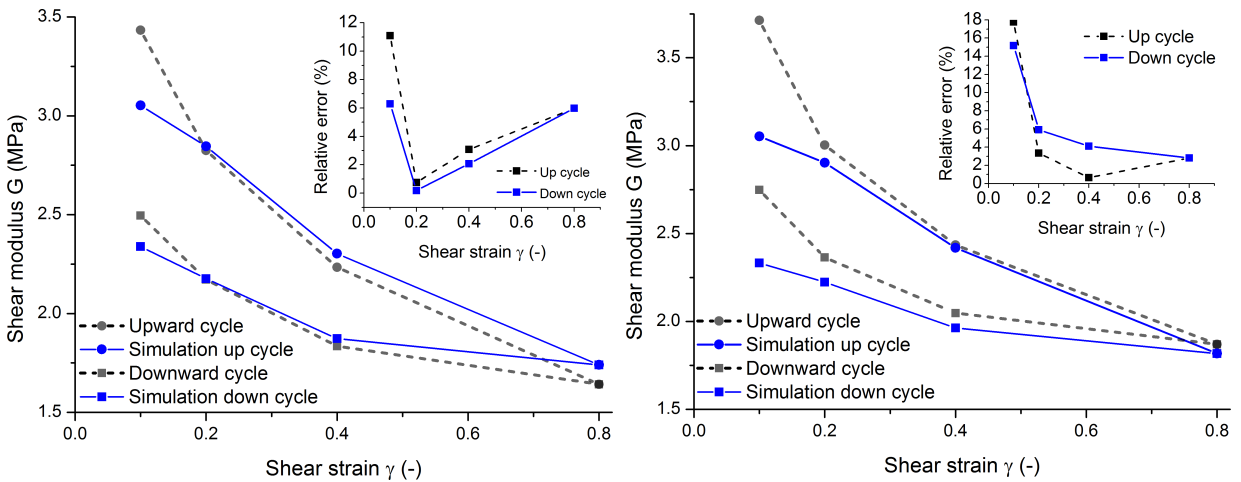 3.5
3.0
2.5
2.0
1.5
Shear modulus G (MPa)
0.0
0.2
0.4
0.6
0.8
Shear strain γ (-)
Upward cycle
Simulation up cycle
Downward cycle
Simulation down cycle
12
10
8
6
4
2
0
Relative error (%)
0.0
0.2
0.4
0.6
0.8
Shear strain γ (-)
Up cycle
Down cycle
3.5
3.0
2.5
2.0
1.5
Shear modulus G (MPa)
0.0
0.2
0.4
0.6
0.8
Shear strain γ (-)
Upward cycle
Simulation up cycle
Downward cycle
Simulation down cycle
18
16
14
12
10
8
6
4
2
0
Relative error (%)
0.0
0.2
0.4
0.6
0.8
Shear strain γ (-)
Up cycle
Down cycle